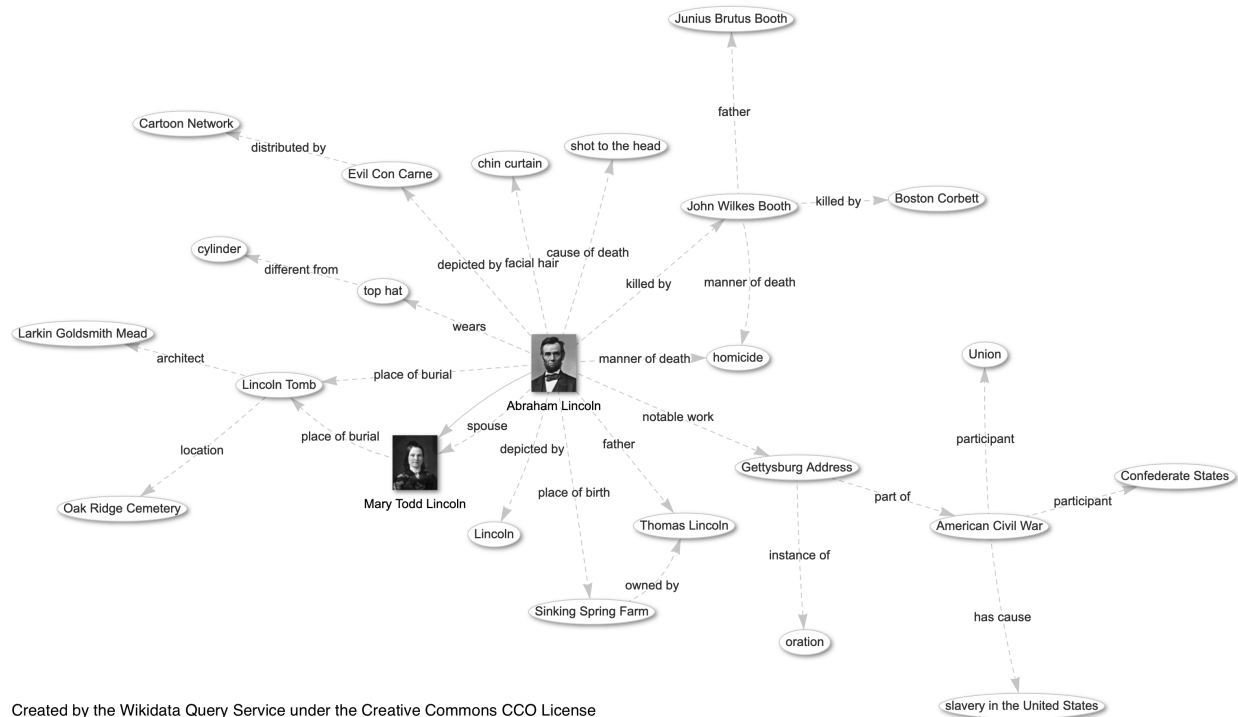 Junius Brutus Booth
father
Cartoon Network
distributed by
Evil Con Carne
chin curtain
shot to the head
John Wilkes Booth
killed by
Boston Corbett
cylinder
different from
top hat
depicted by
facial hair
cause of death
killed by
manner of death
wears
Larkin Goldsmith Mead
architect
Lincoln Tomb
place of burial
manner of death
homicide
Union
Abraham Lincoln
location
place of burial
spouse
notable work
participant
depicted by
father
Gettysburg Address
Confederate States
part of
participant
Oak Ridge Cemetery
Mary Todd Lincoln
place of birth
Lincoln
Thomas Lincoln
American Civil War
instance of
owned by
Sinking Spring Farm
has cause
oration
slavery in the United States
Created by the Wikidata Query Service under the Creative Commons CCO License